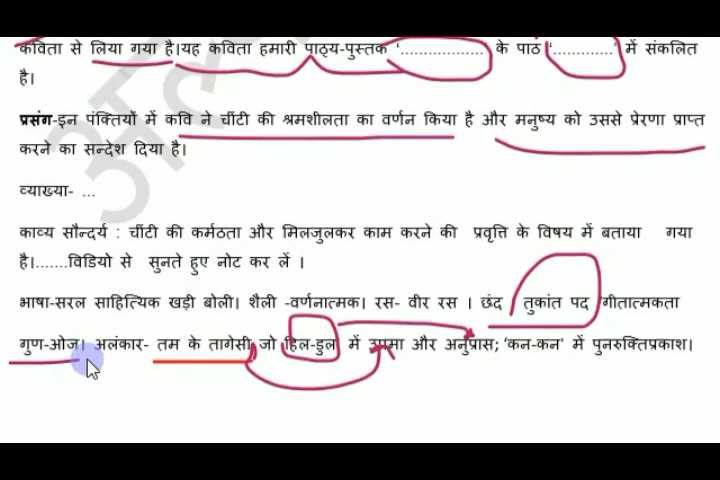 कविता से लिया गया है।यह कविता हमारी पाठ्य-पुस्तक ‘..................’ के पाठ ‘.............’ में संकलित
है।
प्रसंग-इन पंक्तियों में कवि ने चींटी की श्रमशीलता का वर्णन किया है और मनुष्य को उससे प्रेरणा प्राप्त
करने का सन्देश दिया है।
व्याख्या- ...
काव्य सौन्दर्य : चींटी की कर्मठता और मिलजुलकर काम करने की प्रवृत्ति के विषय में बताया गया
है।.......विडियो से सुनते हुए नोट कर लें ।
भाषा-सरल साहित्यिक खड़ी बोली। शैली -वर्णनात्मक। रस- वीर रस । छंद तुकांत पद गीतात्मकता
गुण-ओज। अलंकार- तम के तागेसी जो हिल-डुल में उपमा और अनुप्रास; ‘कन-कन’ में पुनरुक्तिप्रकाश।